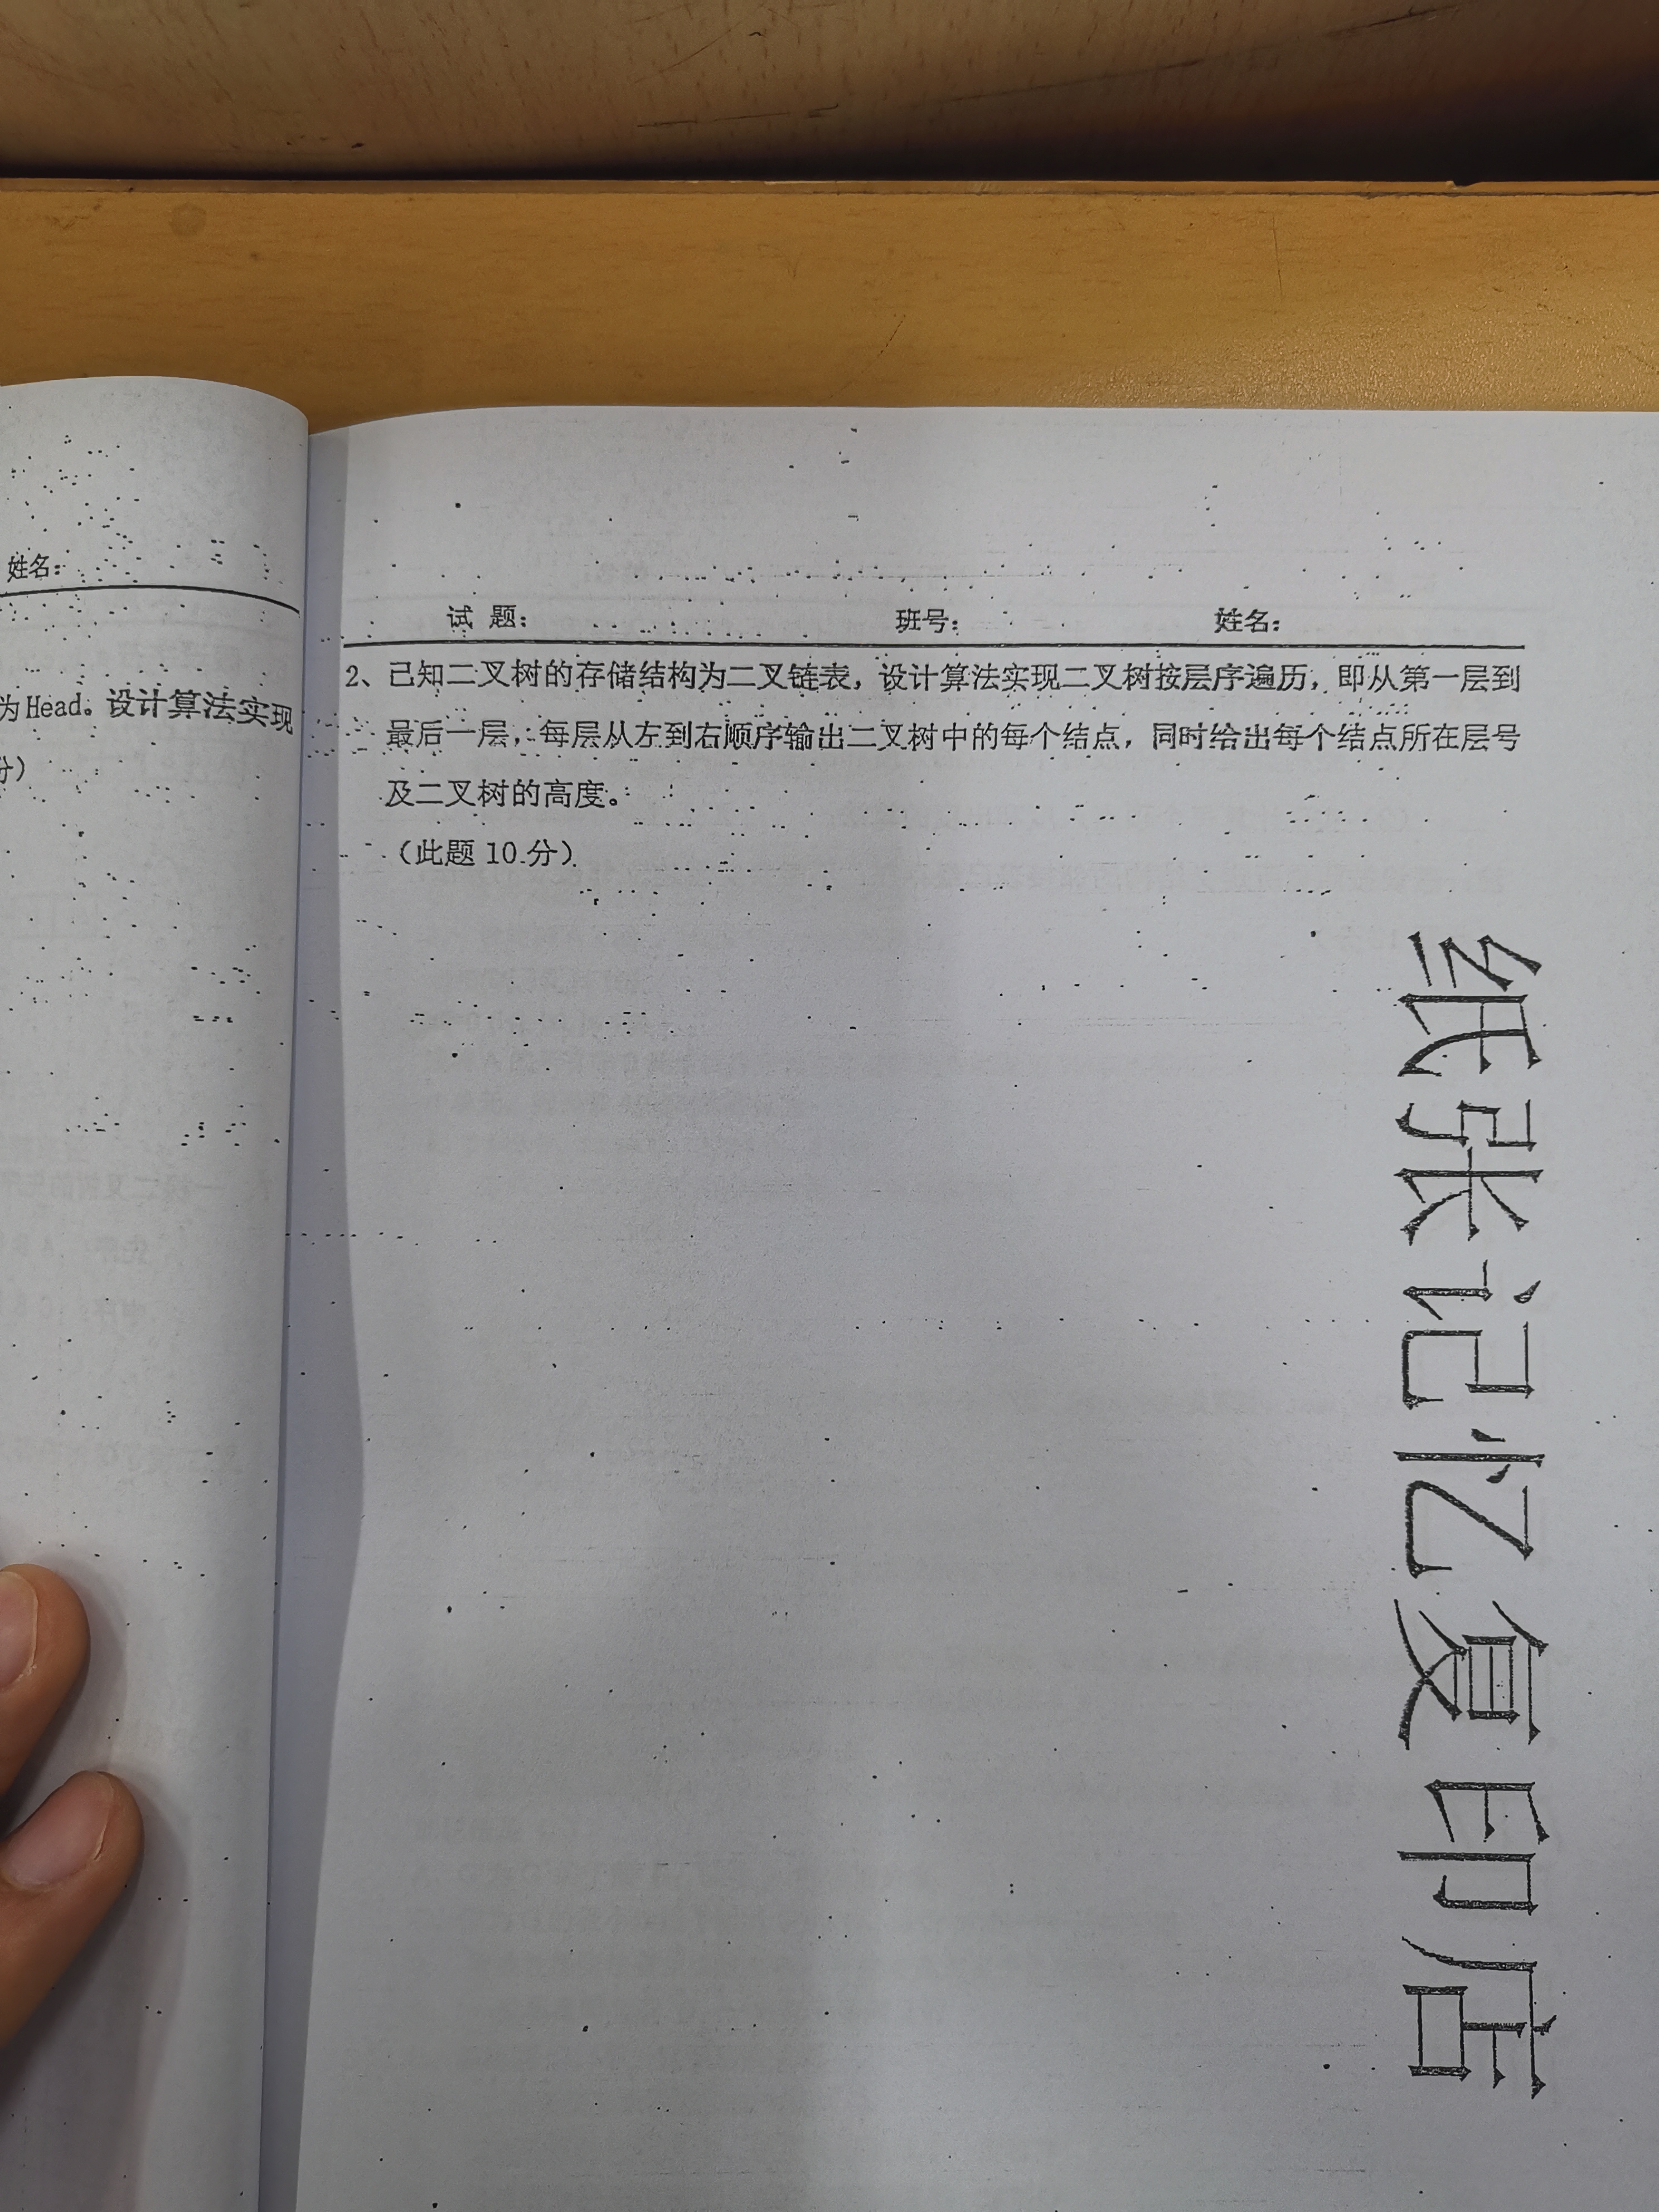 姓名：
为Head。设计算法实现
分）
试 题：	班号：	姓名：
2、已知二叉树的存储结构为二叉链表，设计算法实现二叉树按层序遍历，即从第一层到
最后一层，每层从左到右顺序输出二叉树中的每个结点，同时给出每个结点所在层号
及二叉树的高度。
（此题 10 分）
纸张记忆复印店